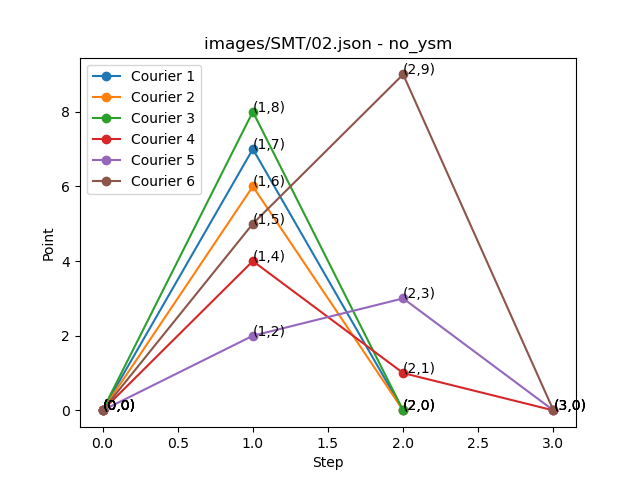 images/SMT/02.json - no_ysm
Courier 1
Courier 2
Courier 3
Courier 4
Courier 5
Courier 6
(2,9)
(1,8)
(1,7)
(1,6)
(1,5)
(1,4)
(2,3)
(1,2)
(2,1)
(0,0)
(2,0)
(3,0)
8
6
4
2
0
Point
0.0 0.5 1.0 1.5 2.0 2.5 3.0
Step